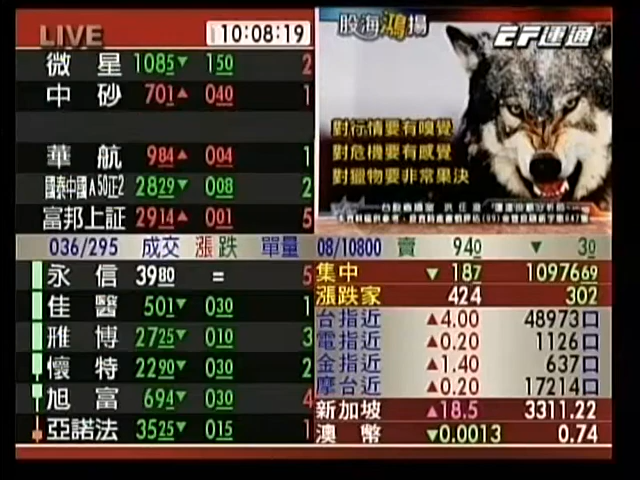 LIVE 10:08:19
微星 1085▼ 150 2
中砂 701▲ 040 1
華航 984▲ 004 1
國泰中國A50正2 2829▼ 008 2
富邦上証 2914▲ 001 5
036/295 成交 漲跌 單量
永信 3980 = 5
佳醫 501▼ 030 1
雃博 2725▼ 010 3
懷特 2290▼ 030 2
旭富 694▼ 030 4
亞諾法 3525▼ 015 1
股海鴻揚
EF運通
對行情要有嗅覺
對危機要有感覺
對獵物要非常果決
08/10800 賣 940 ▼ 30
集中 ▼ 187 1097669
漲跌家 424 302
台指近 ▲4.00 48973口
電指近 ▲0.20 1126口
金指近 ▲1.40 637口
摩台近 ▲0.20 17214口
新加坡 ▲18.5 3311.22
澳幣 ▼0.0013 0.74